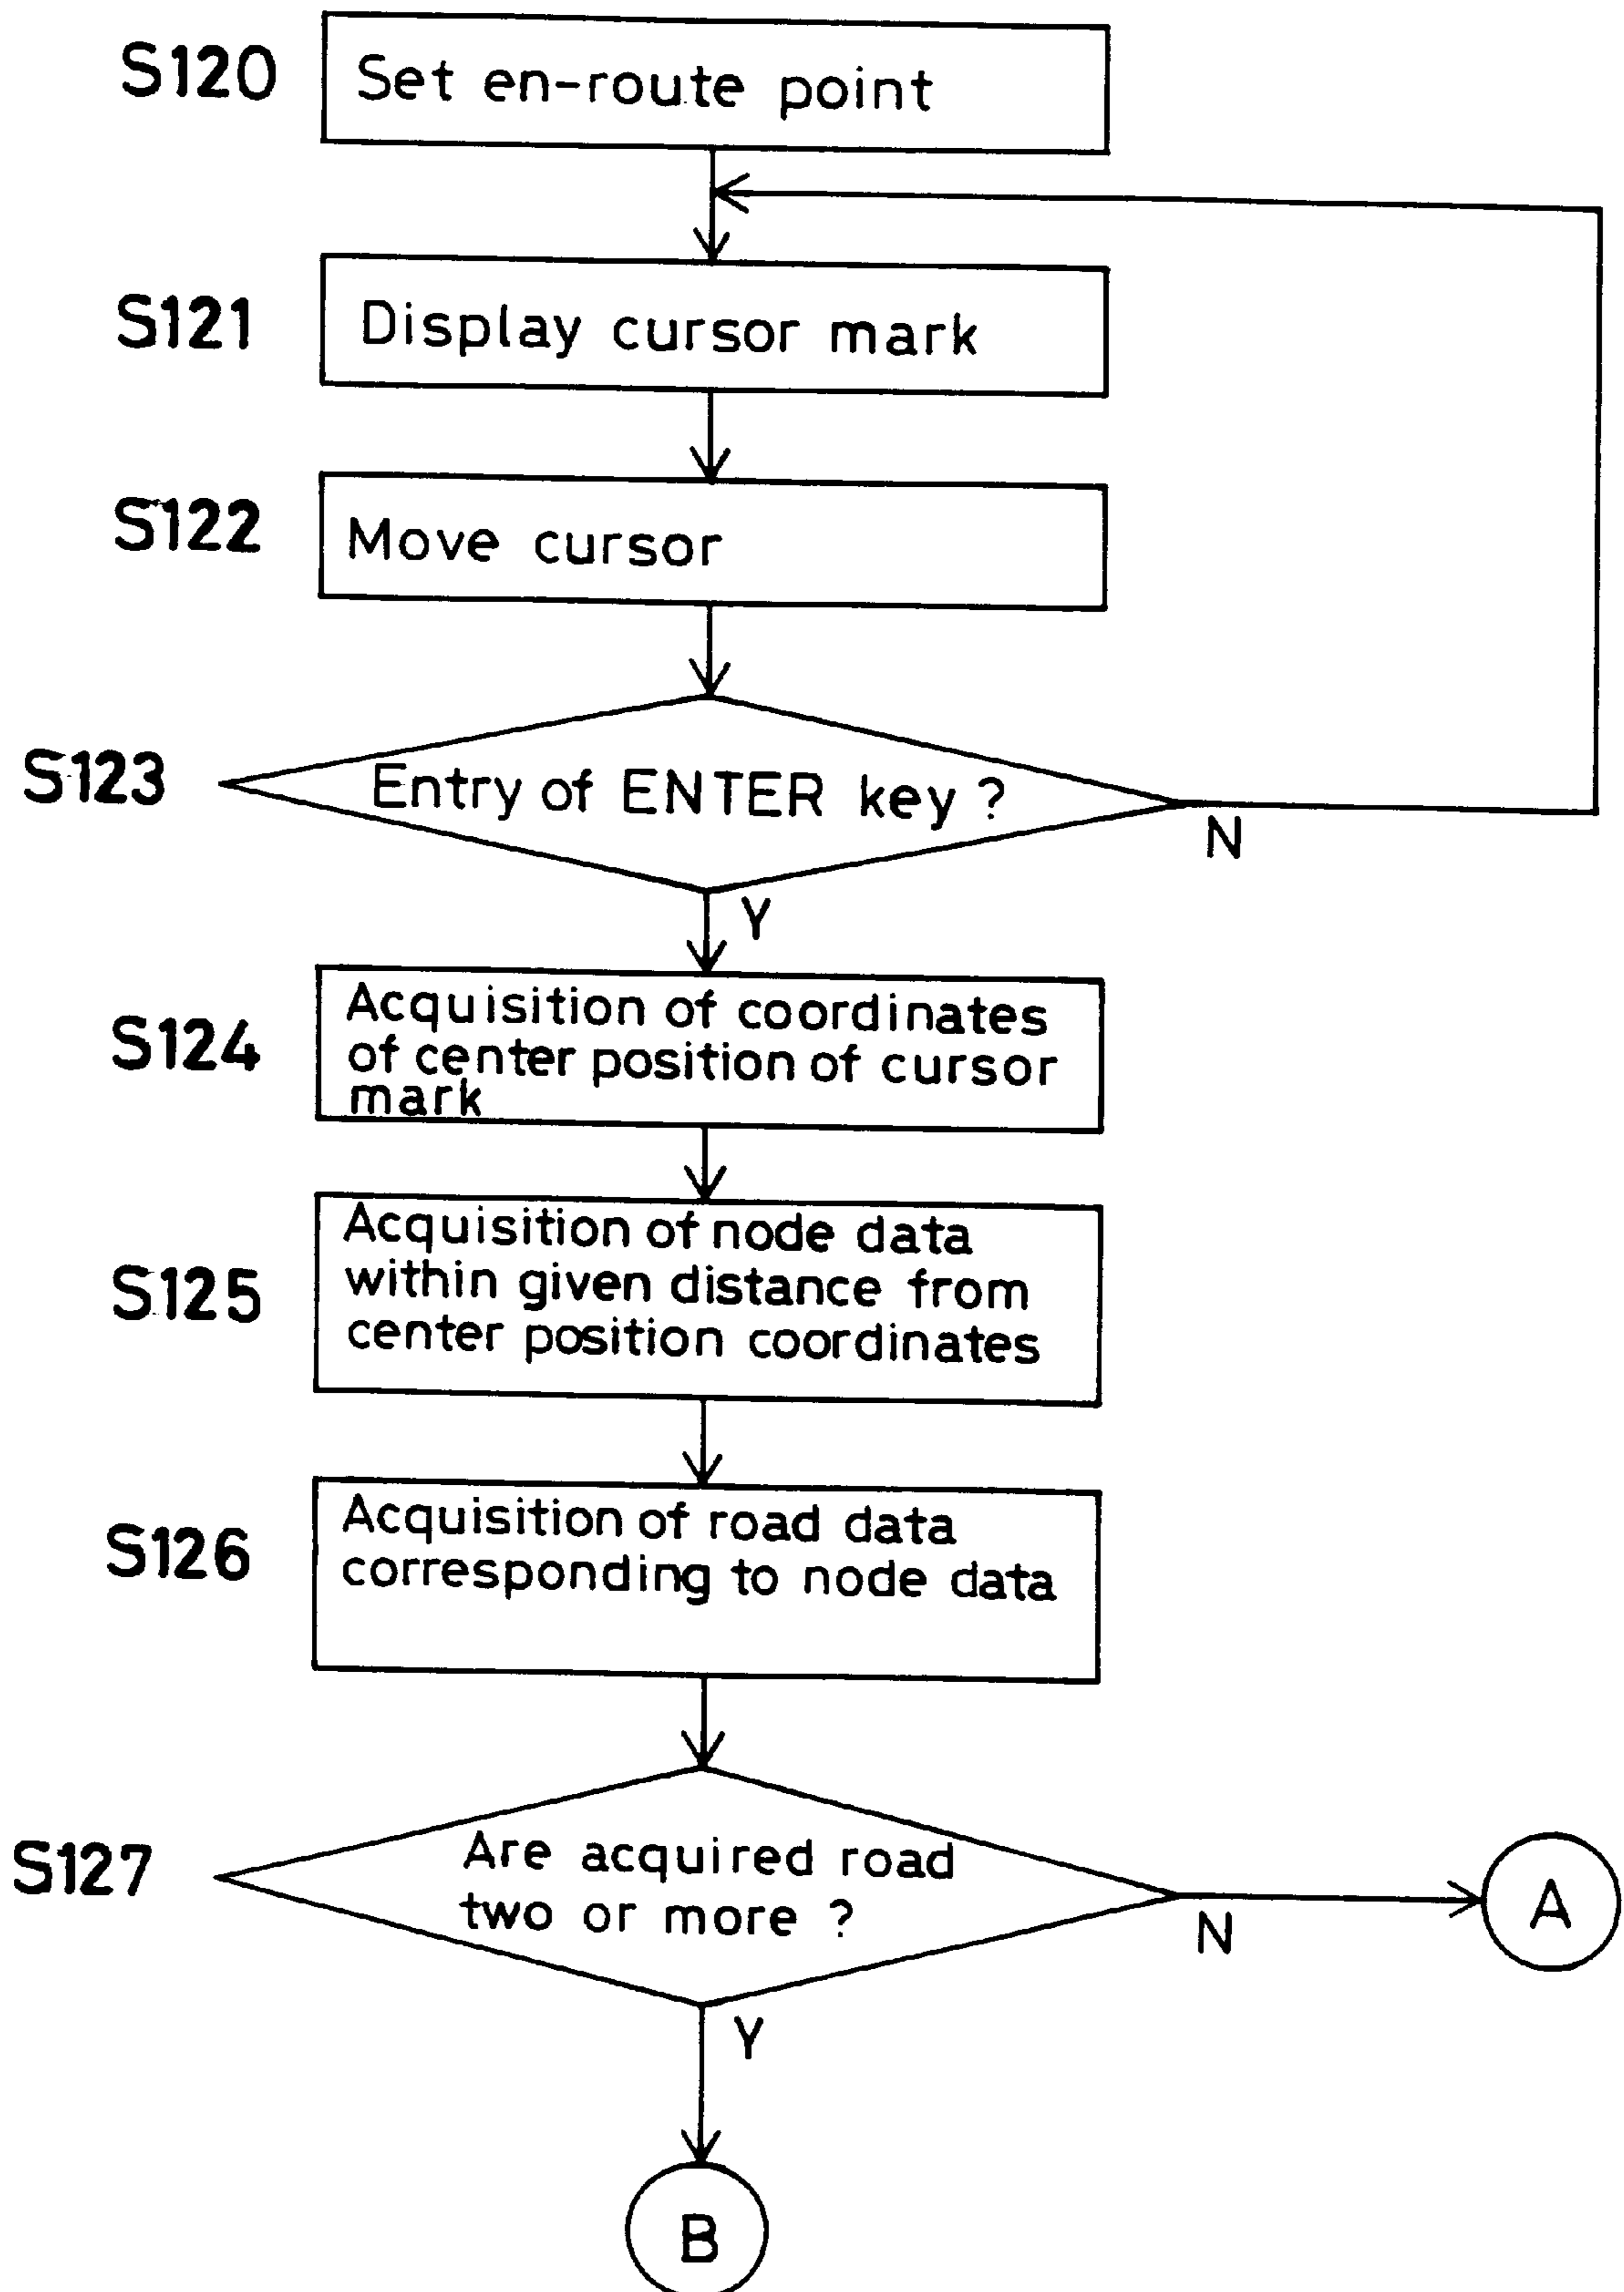 S120
Set en-route point
S121
Display cursor mark
S122
Move cursor
S123
Entry of ENTER key ?
N
Y
S124
Acquisition of coordinates
of center position of cursor
mark
S125
Acquisition of node data
within given distance from
center position coordinates
S126
Acquisition of road data
corresponding to node data
S127
Are acquired road
two or more ?
N
A
Y
B